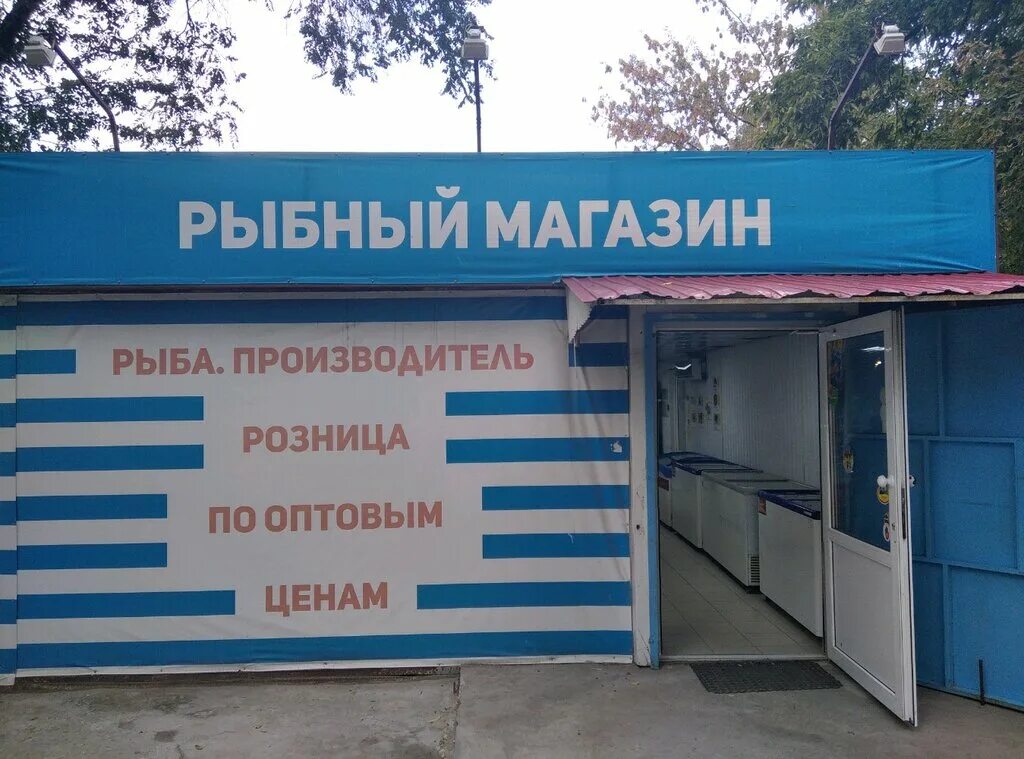 РЫБНЫЙ МАГАЗИН
РЫБА. ПРОИЗВОДИТЕЛЬ
РОЗНИЦА
ПО ОПТОВЫМ
ЦЕНАМ